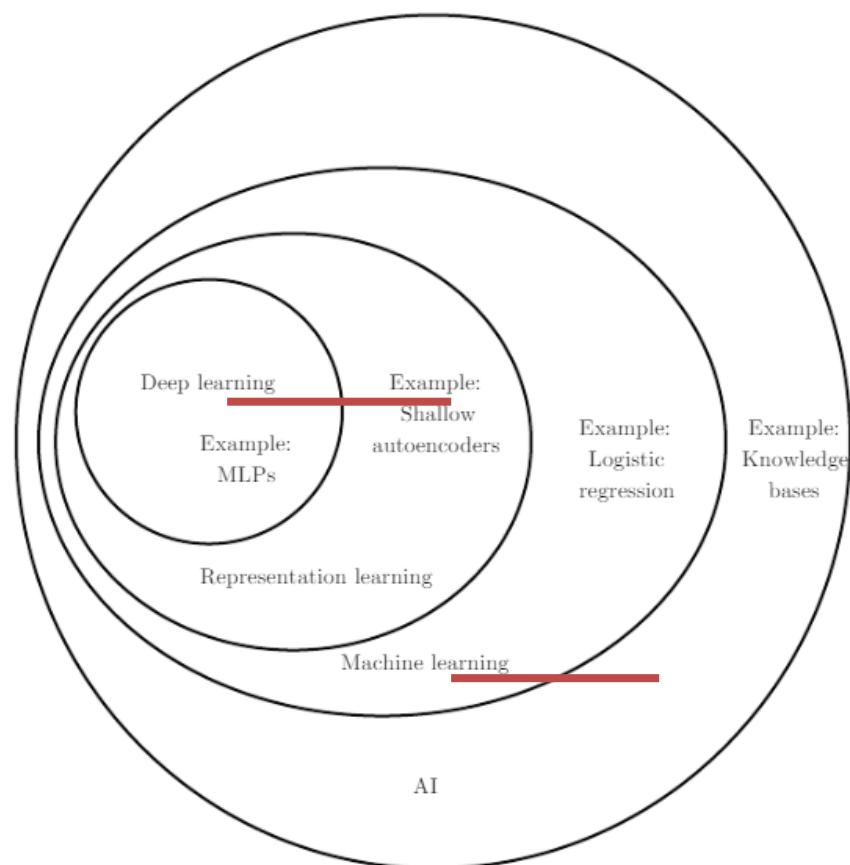 Deep learning
Example:
MLPs
Example:
Shallow
autoencoders
Example:
Logistic
regression
Example:
Knowledge
bases
Representation learning
Machine learning
AI